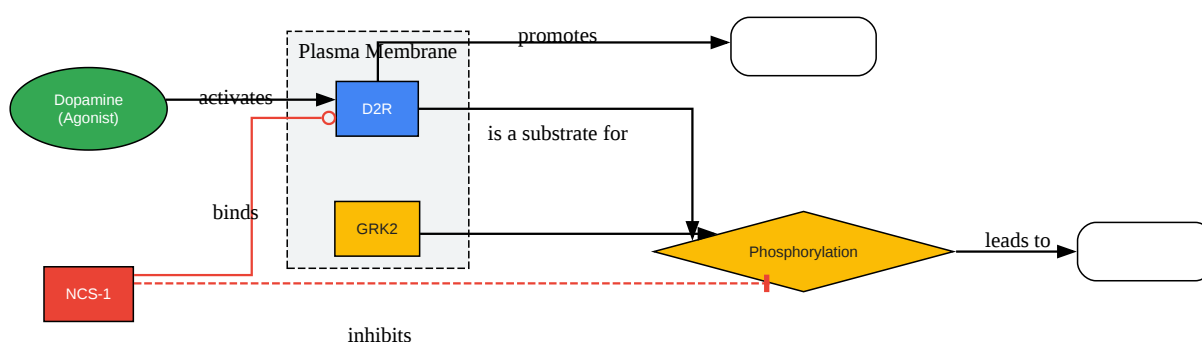 promotes
Plasma Membrane
Dopamine
(Agonist)
activates
D2R
is a substrate for
binds
GRK2
Phosphorylation
leads to
NCS-1
inhibits